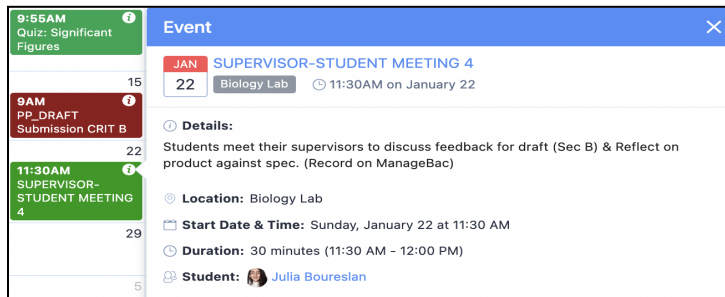 9:55AM
Quiz: Significant
Figures
15
9AM
PP_DRAFT
Submission CRIT B
22
11:30AM
SUPERVISOR-
STUDENT MEETING
4
29
5
Event
JAN
22
SUPERVISOR-STUDENT MEETING 4
Biology Lab 11:30AM on January 22
Details:
Students meet their supervisors to discuss feedback for draft (Sec B) & Reflect on
product against spec. (Record on ManageBac)
Location: Biology Lab
Start Date & Time: Sunday, January 22 at 11:30 AM
Duration: 30 minutes (11:30 AM - 12:00 PM)
Student: Julia Boureslan